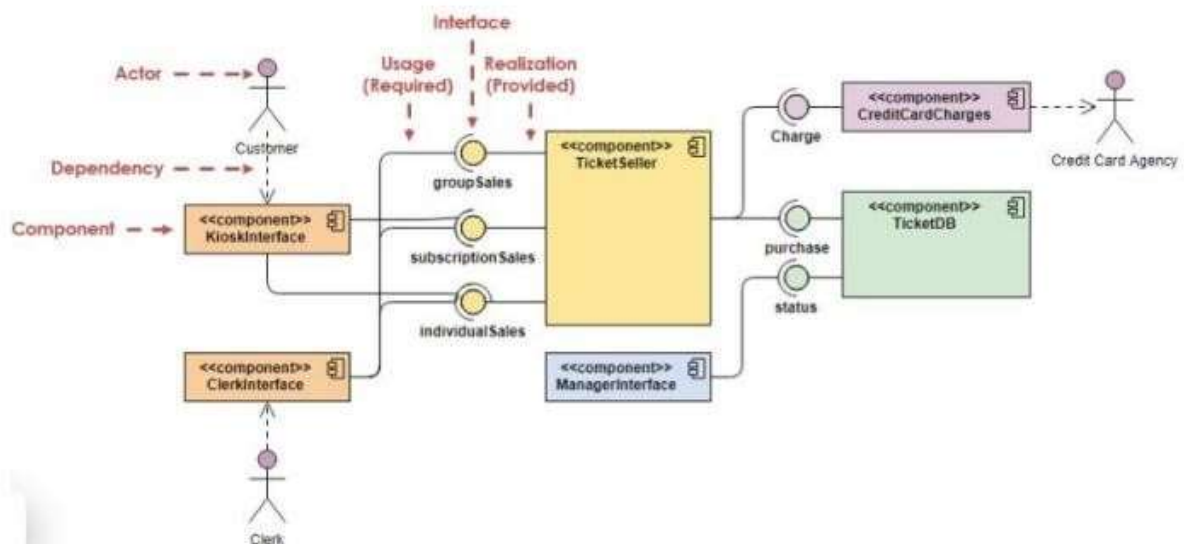 Interface
Usage
(Required)
Realization
(Provided)
Actor
Customer
Dependency
Component
<<component>>
KioskInterface
<<component>>
ClerkInterface
Clerk
groupSales
subscriptionSales
individualSales
<<component>>
TicketSeller
<<component>>
ManagerInterface
Charge
purchase
status
<<component>>
CreditCardCharges
Credit Card Agency
<<component>>
TicketDB